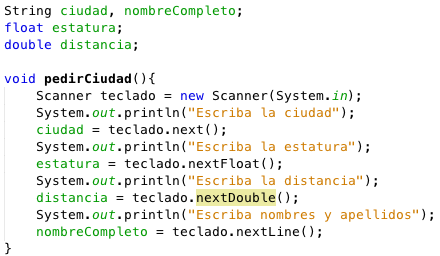 String ciudad, nombreCompleto;
float estatura;
double distancia;

void pedirCiudad(){
    Scanner teclado = new Scanner(System.in);
    System.out.println("Escriba la ciudad");
    ciudad = teclado.next();
    System.out.println("Escriba la estatura");
    estatura = teclado.nextFloat();
    System.out.println("Escriba la distancia");
    distancia = teclado.nextDouble();
    System.out.println("Escriba nombres y apellidos");
    nombreCompleto = teclado.nextLine();
}